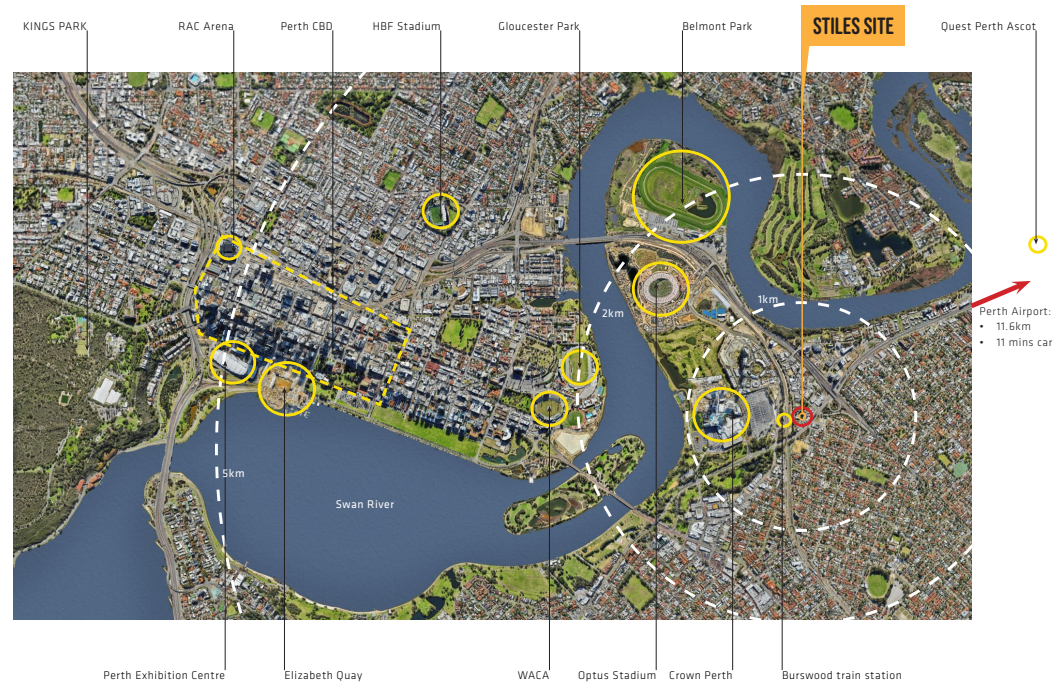 KINGS PARK
RAC Arena
Perth CBD
HBF Stadium
Gloucester Park
Belmont Park
STILES SITE
Quest Perth Ascot
1km
2km
Perth Airport:
• 11.6km
• 11 mins car
5km
Swan River
Perth Exhibition Centre
Elizabeth Quay
WACA
Optus Stadium
Crown Perth
Burswood train station